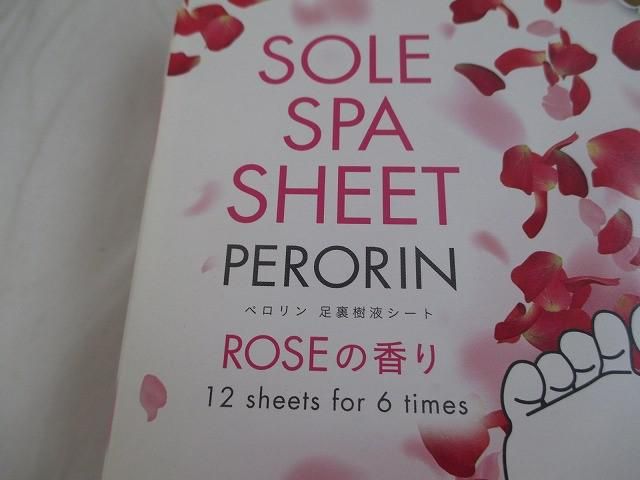 SOLE
SPA
SHEET
PERORIN
ペロリン 足裏樹液シート
ROSEの香り
12 sheets for 6 times